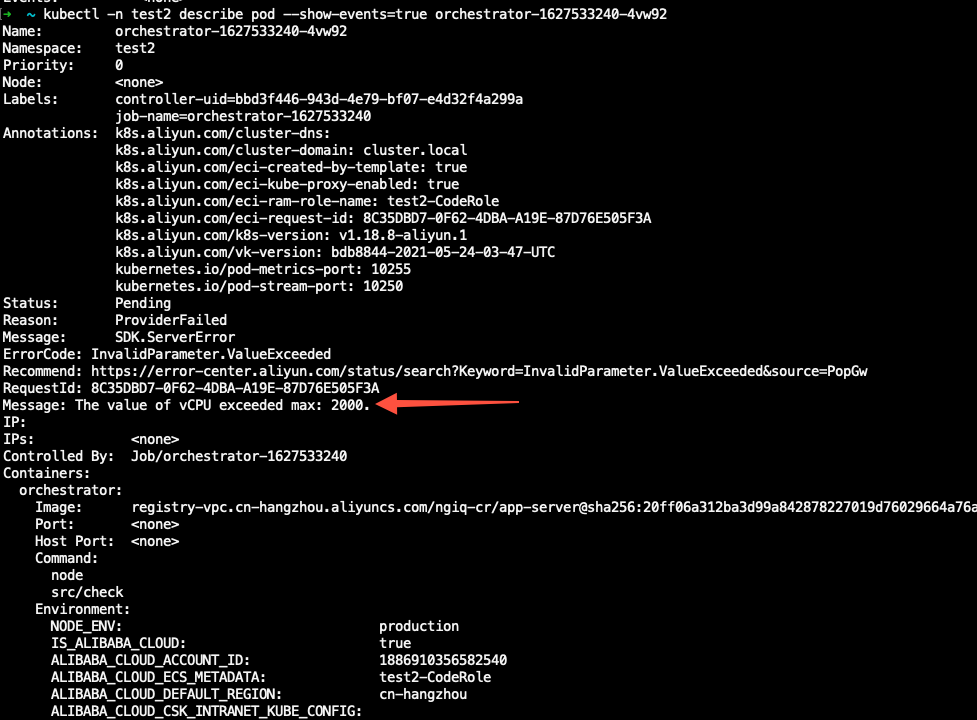 ➜  ~ kubectl -n test2 describe pod --show-events=true orchestrator-1627533240-4vw92
Name:         orchestrator-1627533240-4vw92
Namespace:    test2
Priority:     0
Node:         <none>
Labels:       controller-uid=bbd3f446-943d-4e79-bf07-e4d32f4a299a
              job-name=orchestrator-1627533240
Annotations:  k8s.aliyun.com/cluster-dns:
              k8s.aliyun.com/cluster-domain: cluster.local
              k8s.aliyun.com/eci-created-by-template: true
              k8s.aliyun.com/eci-kube-proxy-enabled: true
              k8s.aliyun.com/eci-ram-role-name: test2-CodeRole
              k8s.aliyun.com/eci-request-id: 8C35DBD7-0F62-4DBA-A19E-87D76E505F3A
              k8s.aliyun.com/k8s-version: v1.18.8-aliyun.1
              k8s.aliyun.com/vk-version: bdb8844-2021-05-24-03-47-UTC
              kubernetes.io/pod-metrics-port: 10255
              kubernetes.io/pod-stream-port: 10250
Status:       Pending
Reason:       ProviderFailed
Message:      SDK.ServerError
ErrorCode: InvalidParameter.ValueExceeded
Recommend: https://error-center.aliyun.com/status/search?Keyword=InvalidParameter.ValueExceeded&source=PopGw
RequestId: 8C35DBD7-0F62-4DBA-A19E-87D76E505F3A
Message: The value of vCPU exceeded max: 2000.
IP:
IPs:            <none>
Controlled By:  Job/orchestrator-1627533240
Containers:
  orchestrator:
    Image:      registry-vpc.cn-hangzhou.aliyuncs.com/ngiq-cr/app-server@sha256:20ff06a312ba3d99a842878227019d76029664a76a
    Port:       <none>
    Host Port:  <none>
    Command:
      node
      src/check
    Environment:
      NODE_ENV:                                production
      IS_ALIBABA_CLOUD:                        true
      ALIBABA_CLOUD_ACCOUNT_ID:                1886910356582540
      ALIBABA_CLOUD_ECS_METADATA:              test2-CodeRole
      ALIBABA_CLOUD_DEFAULT_REGION:            cn-hangzhou
      ALIBABA_CLOUD_CSK_INTRANET_KUBE_CONFIG: